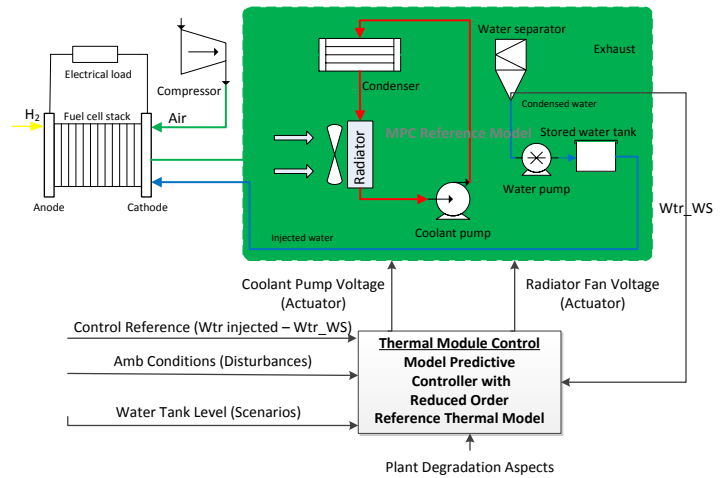 Water separator
Exhaust
Electrical load
Compressor
Condenser
H2
Fuel cell stack
Air
Condensed water
MPC Reference Model
Stored water tank
Radiator
Water pump
Anode
Cathode
Coolant pump
Wtr_WS
Injected water
Coolant Pump Voltage
(Actuator)
Radiator Fan Voltage
(Actuator)
Control Reference (Wtr injected – Wtr_WS)
Amb Conditions (Disturbances)
Water Tank Level (Scenarios)
Thermal Module Control
Model Predictive
Controller with
Reduced Order
Reference Thermal Model
Plant Degradation Aspects